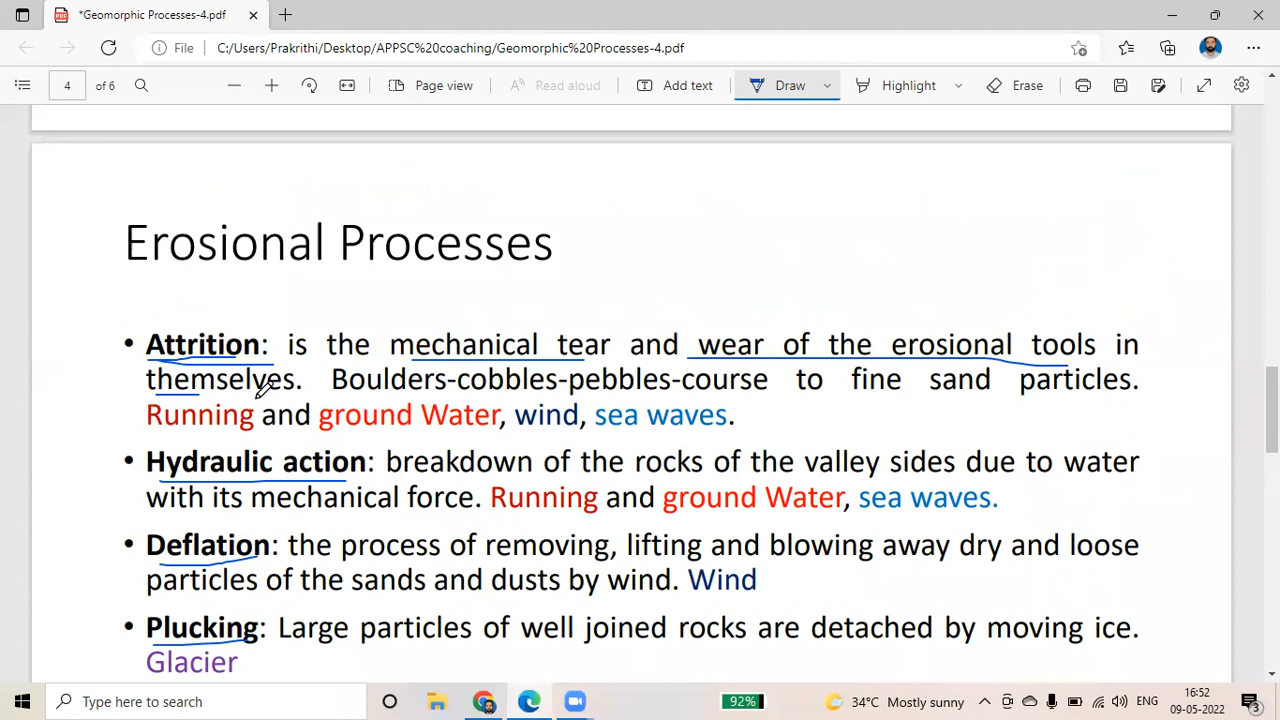 *Geomorphic Processes-4.pdf
File C:/Users/Prakrithi/Desktop/APPSC%20coaching/Geomorphic%20Processes-4.pdf
4 of 6 Page view Read aloud Add text Draw Highlight Erase
Erosional Processes
• Attrition: is the mechanical tear and wear of the erosional tools in
themselves. Boulders-cobbles-pebbles-course to fine sand particles.
Running and ground Water, wind, sea waves.
• Hydraulic action: breakdown of the rocks of the valley sides due to water
with its mechanical force. Running and ground Water, sea waves.
• Deflation: the process of removing, lifting and blowing away dry and loose
particles of the sands and dusts by wind. Wind
• Plucking: Large particles of well joined rocks are detached by moving ice.
Glacier
Type here to search 92% 34°C Mostly sunny ENG 16:52
09-05-2022 3